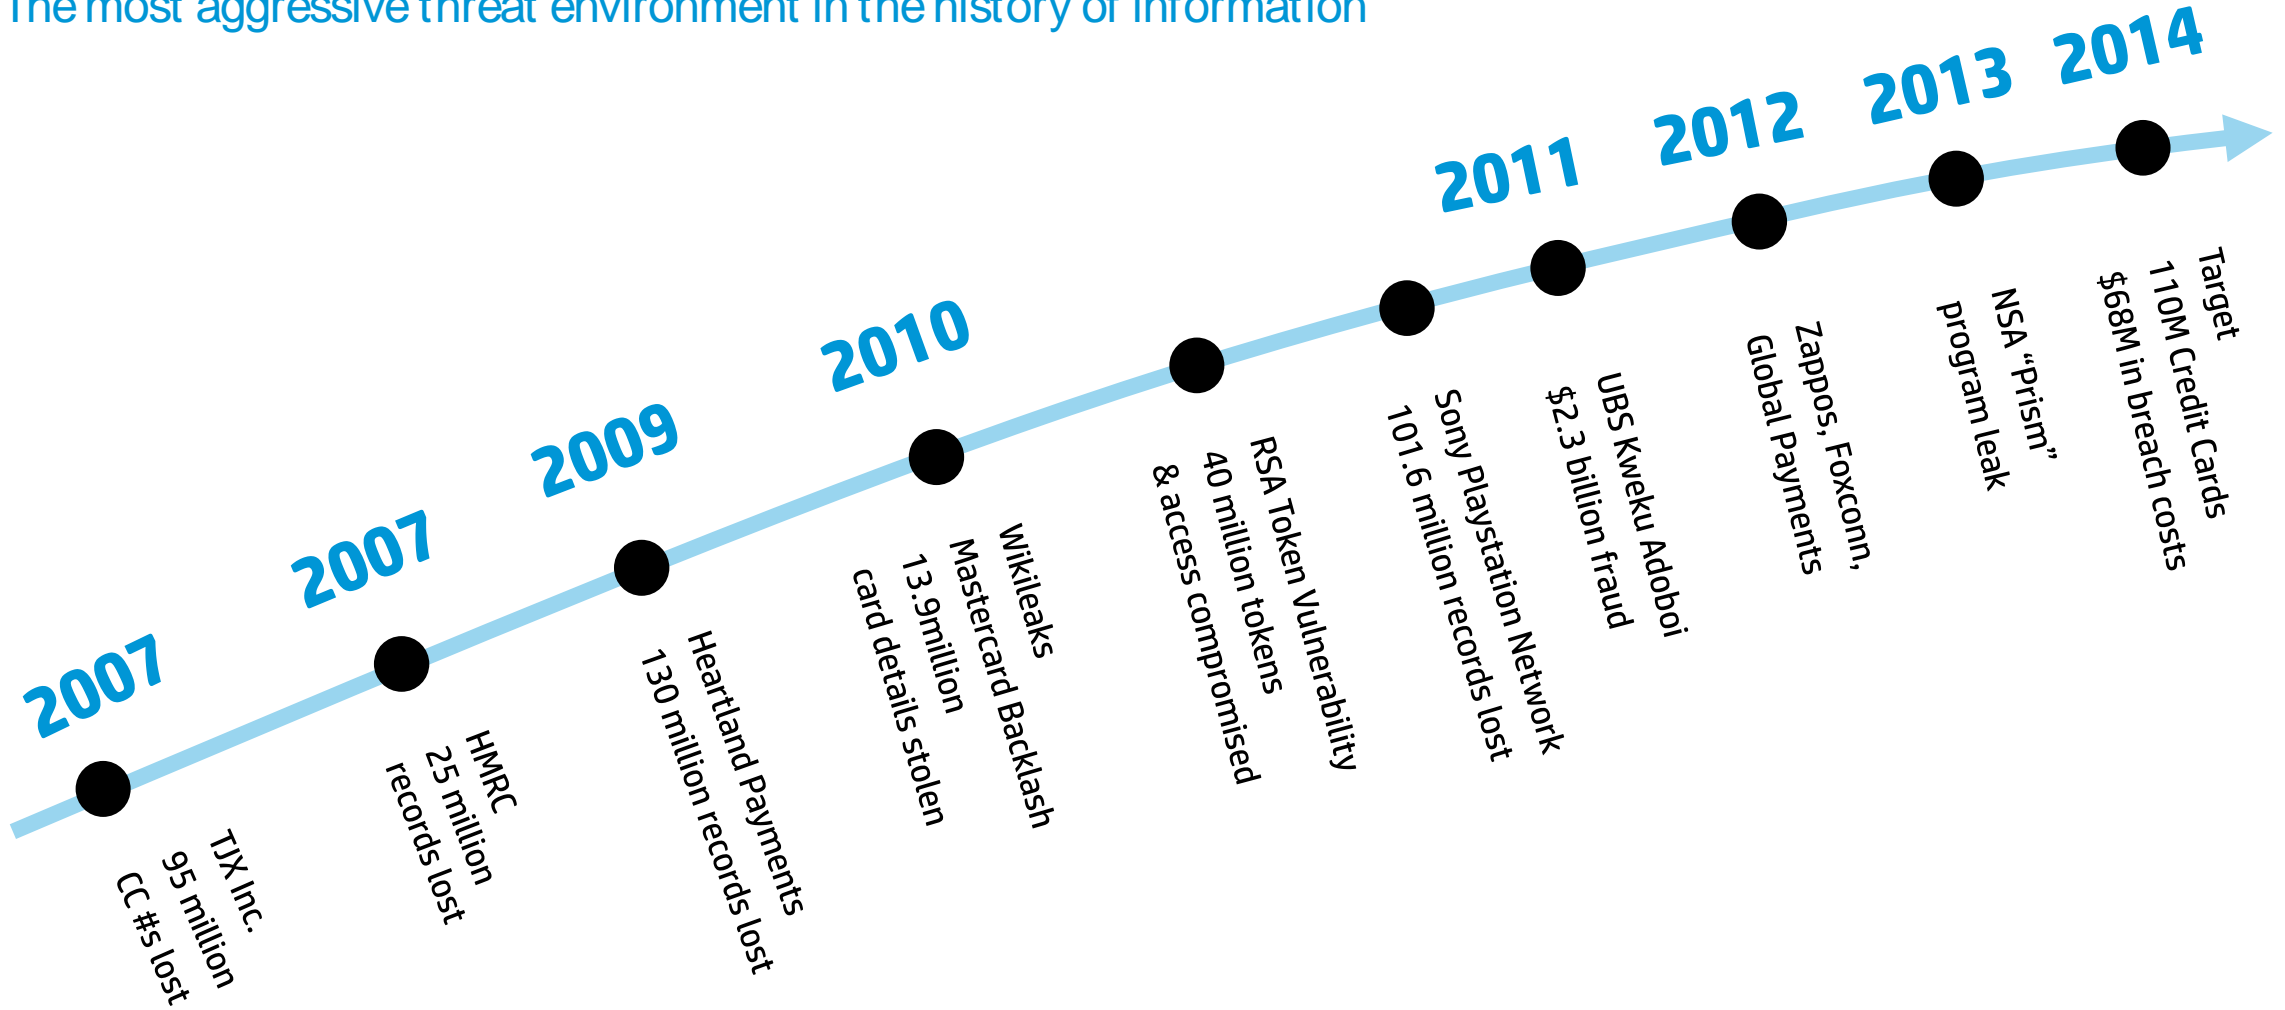 The most aggressive threat environment in the history of information
2007
TJX Inc.
95 million
CC #s lost
2007
HMRC
25 million
records lost
2009
Heartland Payments
130 million records lost
2010
Wikileaks
Mastercard Backlash
13.9million
card details stolen
RSA Token Vulnerability
40 million tokens
& access compromised
Sony Playstation Network
101.6 million records lost
2011
UBS Kweku Adoboi
$2.3 billion fraud
2012
Zappos, Foxconn,
Global Payments
2013
NSA “Prism”
program leak
2014
Target
110M Credit Cards
$68M in breach costs